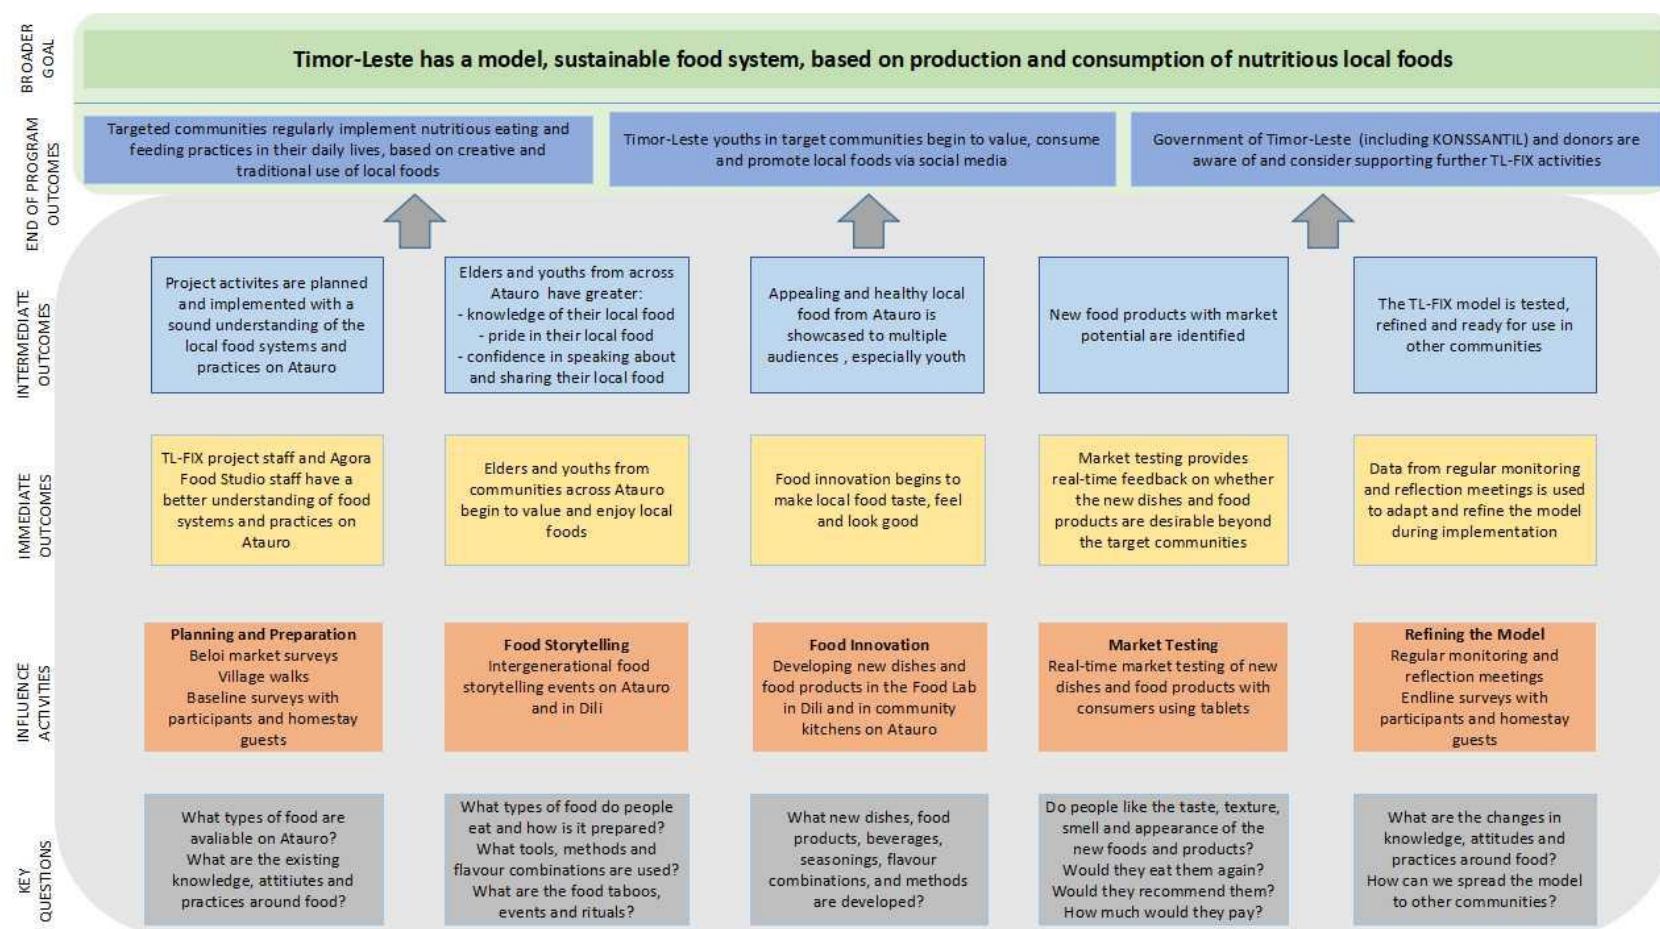 BROADER
GOAL
Timor-Leste has a model, sustainable food system, based on production and consumption of nutritious local foods
END OF PROGRAM
OUTCOMES
Targeted communities regularly implement nutritious eating and
feeding practices in their daily lives, based on creative and
traditional use of local foods
Timor-Leste youths in target communities begin to value, consume
and promote local foods via social media
Government of Timor-Leste (including KONSSANTIL) and donors are
aware of and consider supporting further TL-FIX activities
INTERMEDIATE
OUTCOMES
Project activites are planned
and implemented with a
sound understanding of the
local food systems and
practices on Atauro
Elders and youths from across
Atauro have greater:
- knowledge of their local food
- pride in their local food
- confidence in speaking about
and sharing their local food
Appealing and healthy local
food from Atauro is
showcased to multiple
audiences , especially youth
New food products with market
potential are identified
The TL-FIX model is tested,
refined and ready for use in
other communities
IMMEDIATE
OUTCOMES
TL-FIX project staff and Agora
Food Studio staff have a
better understanding of food
systems and practices on
Atauro
Elders and youths from
communities across Atauro
begin to value and enjoy local
foods
Food innovation begins to
make local food taste, feel
and look good
Market testing provides
real-time feedback on whether
the new dishes and food
products are desirable beyond
the target communities
Data from regular monitoring
and reflection meetings is used
to adapt and refine the model
during implementation
INFLUENCE
ACTIVITIES
Planning and Preparation
Beloi market surveys
Village walks
Baseline surveys with
participants and homestay
guests
Food Storytelling
Intergenerational food
storytelling events on Atauro
and in Dili
Food Innovation
Developing new dishes and
food products in the Food Lab
in Dili and in community
kitchens on Atauro
Market Testing
Real-time market testing of new
dishes and food products with
consumers using tablets
Refining the Model
Regular monitoring and
reflection meetings
Endline surveys with
participants and homestay
guests
KEY
QUESTIONS
What types of food are
avaliable on Atauro?
What are the existing
knowledge, attitiutes and
practices around food?
What types of food do people
eat and how is it prepared?
What tools, methods and
flavour combinations are used?
What are the food taboos,
events and rituals?
What new dishes, food
products, beverages,
seasonings, flavour
combinations, and methods
are developed?
Do people like the taste, texture,
smell and appearance of the
new foods and products?
Would they eat them again?
Would they recommend them?
How much would they pay?
What are the changes in
knowledge, attitudes and
practices around food?
How can we spread the model
to other communities?